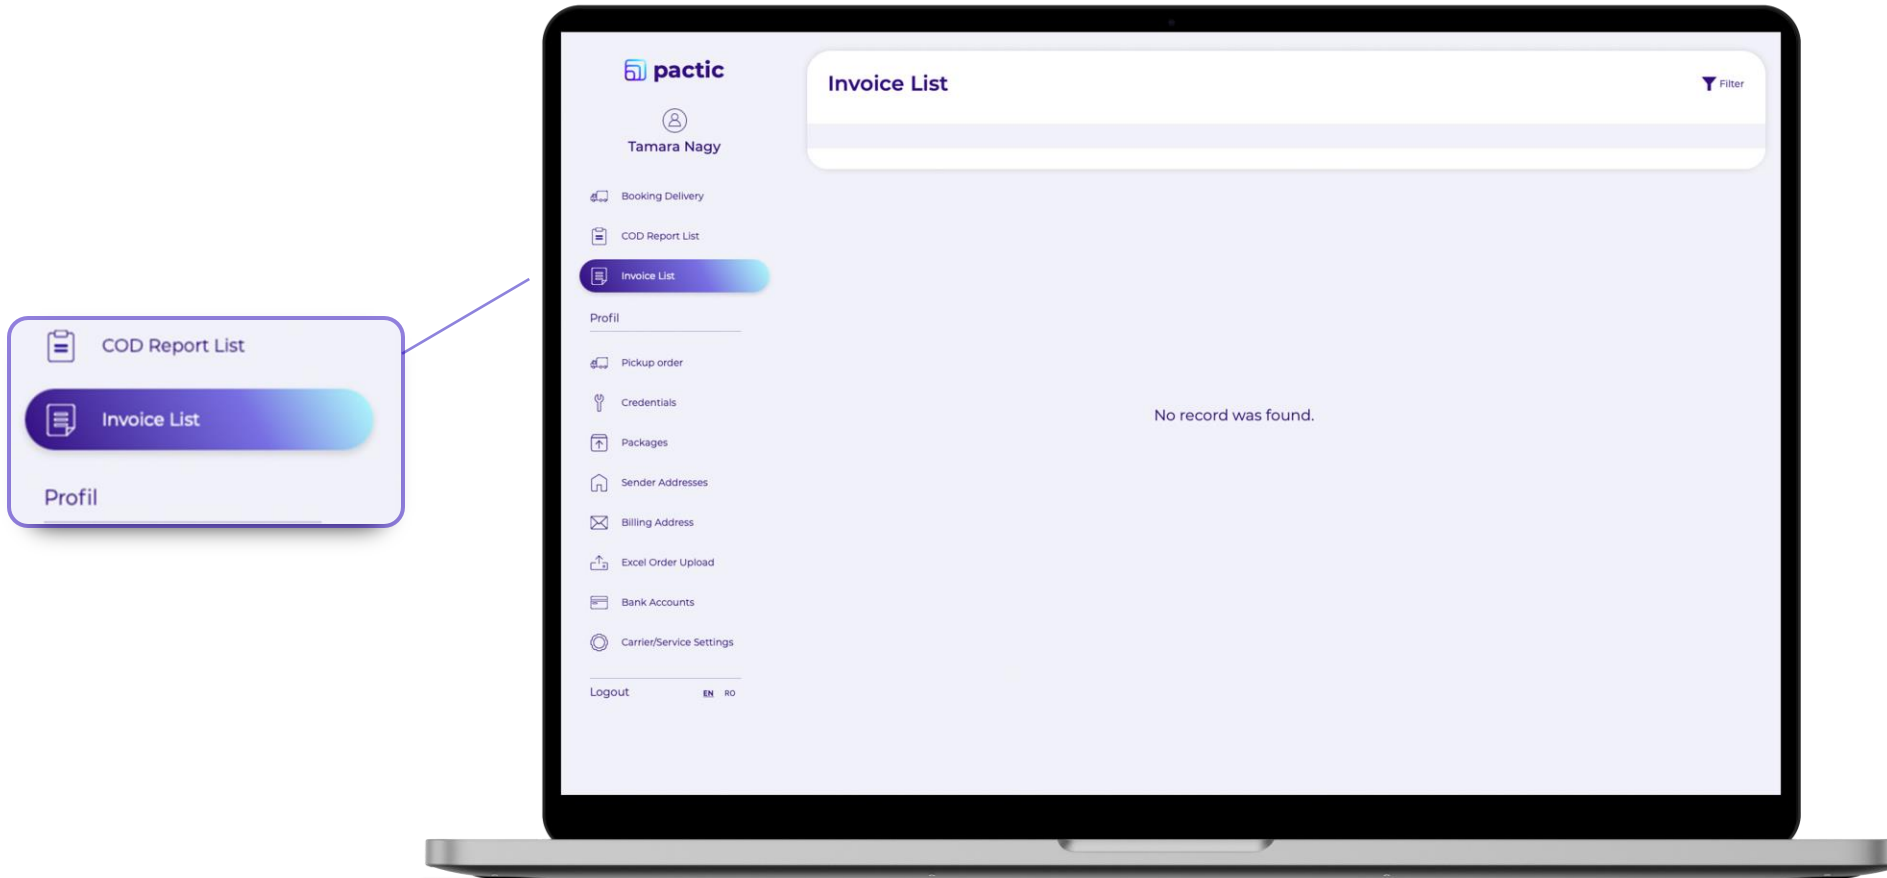 COD Report List
Invoice List
Profil
pactic
Tamara Nagy
Booking Delivery
COD Report List
Invoice List
Profil
Pickup order
Credentials
Packages
Sender Addresses
Billing Address
Excel Order Upload
Bank Accounts
Carrier/Service Settings
Logout EN RO
Invoice List Filter
No record was found.